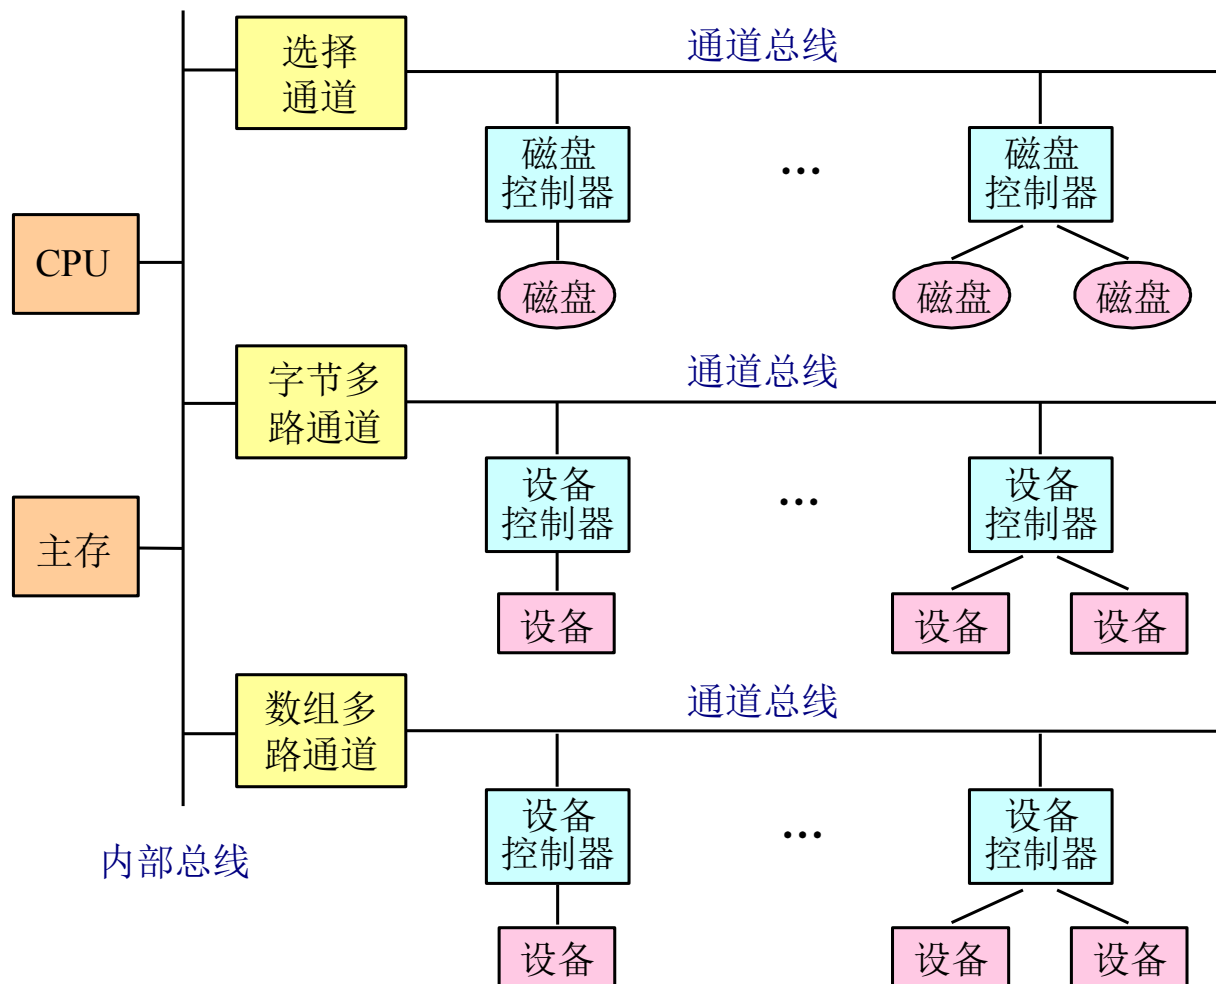 选择
通道
通道总线
磁盘
控制器
...
磁盘
控制器
CPU
磁盘
磁盘
磁盘
字节多
路通道
通道总线
设备
控制器
...
设备
控制器
主存
设备
设备
设备
数组多
路通道
通道总线
设备
控制器
...
设备
控制器
内部总线
设备
设备
设备